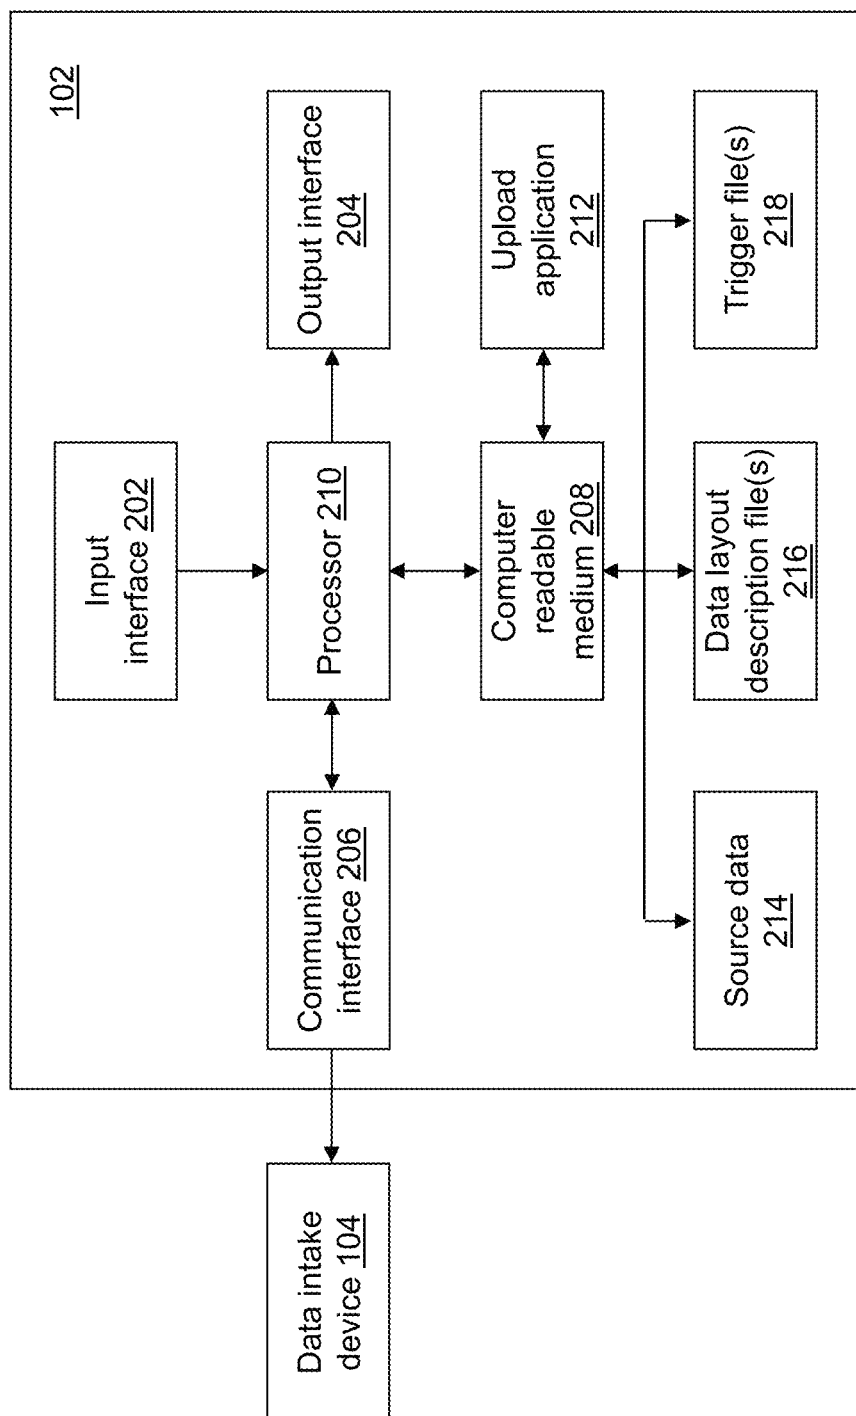 102
Input
interface 202
Data intake
device 104
Communication
interface 206
Processor 210
Output interface
204
Computer
readable
medium 208
Upload
application
212
Source data
214
Data layout
description file(s)
216
Trigger file(s)
218